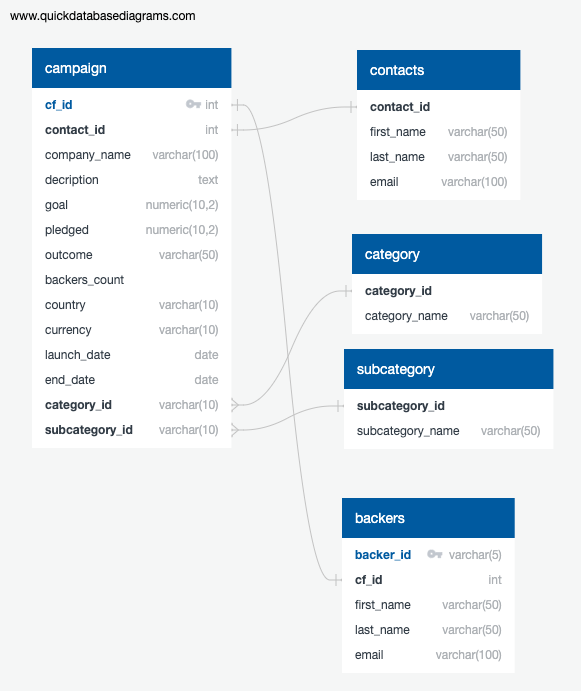 www.quickdatabasediagrams.com
campaign
cf_id int
contact_id int
company_name varchar(100)
decription text
goal numeric(10,2)
pledged numeric(10,2)
outcome varchar(50)
backers_count
country varchar(10)
currency varchar(10)
launch_date date
end_date date
category_id varchar(10)
subcategory_id varchar(10)
contacts
contact_id
first_name varchar(50)
last_name varchar(50)
email varchar(100)
category
category_id
category_name varchar(50)
subcategory
subcategory_id
subcategory_name varchar(50)
backers
backer_id varchar(5)
cf_id int
first_name varchar(50)
last_name varchar(50)
email varchar(100)